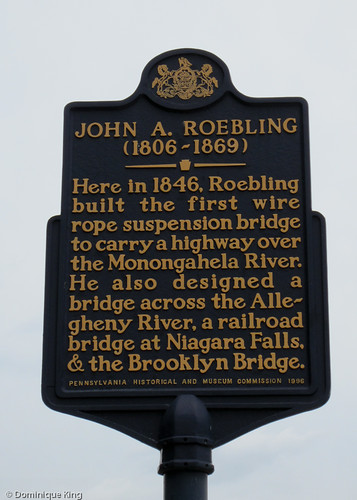 JOHN A. ROEBLING
(1806-1869)
Here in 1846, Roebling
built the first wire
rope suspension bridge
to carry a highway over
the Monongahela River.
He also designed a
bridge across the Alle-
gheny River, a railroad
bridge at Niagara Falls,
& the Brooklyn Bridge.
PENNSYLVANIA HISTORICAL AND MUSEUM COMMISSION 1996
© Dominique King